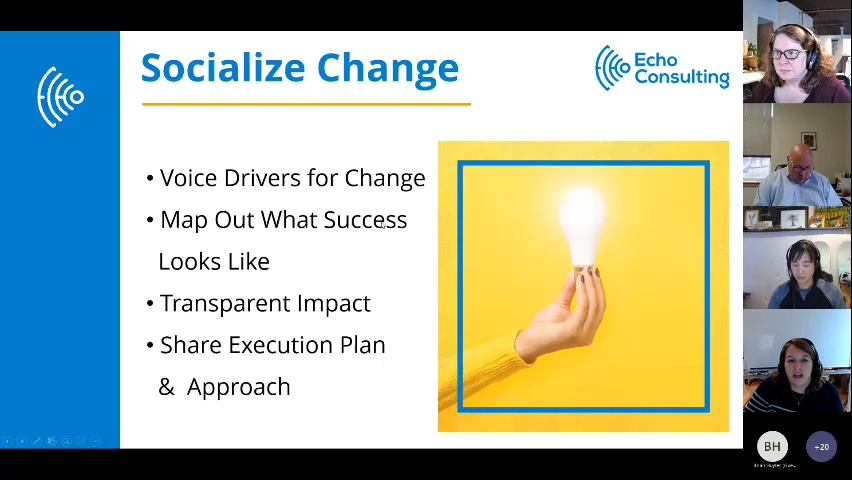 Socialize Change
Echo
Consulting
• Voice Drivers for Change
• Map Out What Success
Looks Like
• Transparent Impact
• Share Execution Plan
& Approach
BH
+20